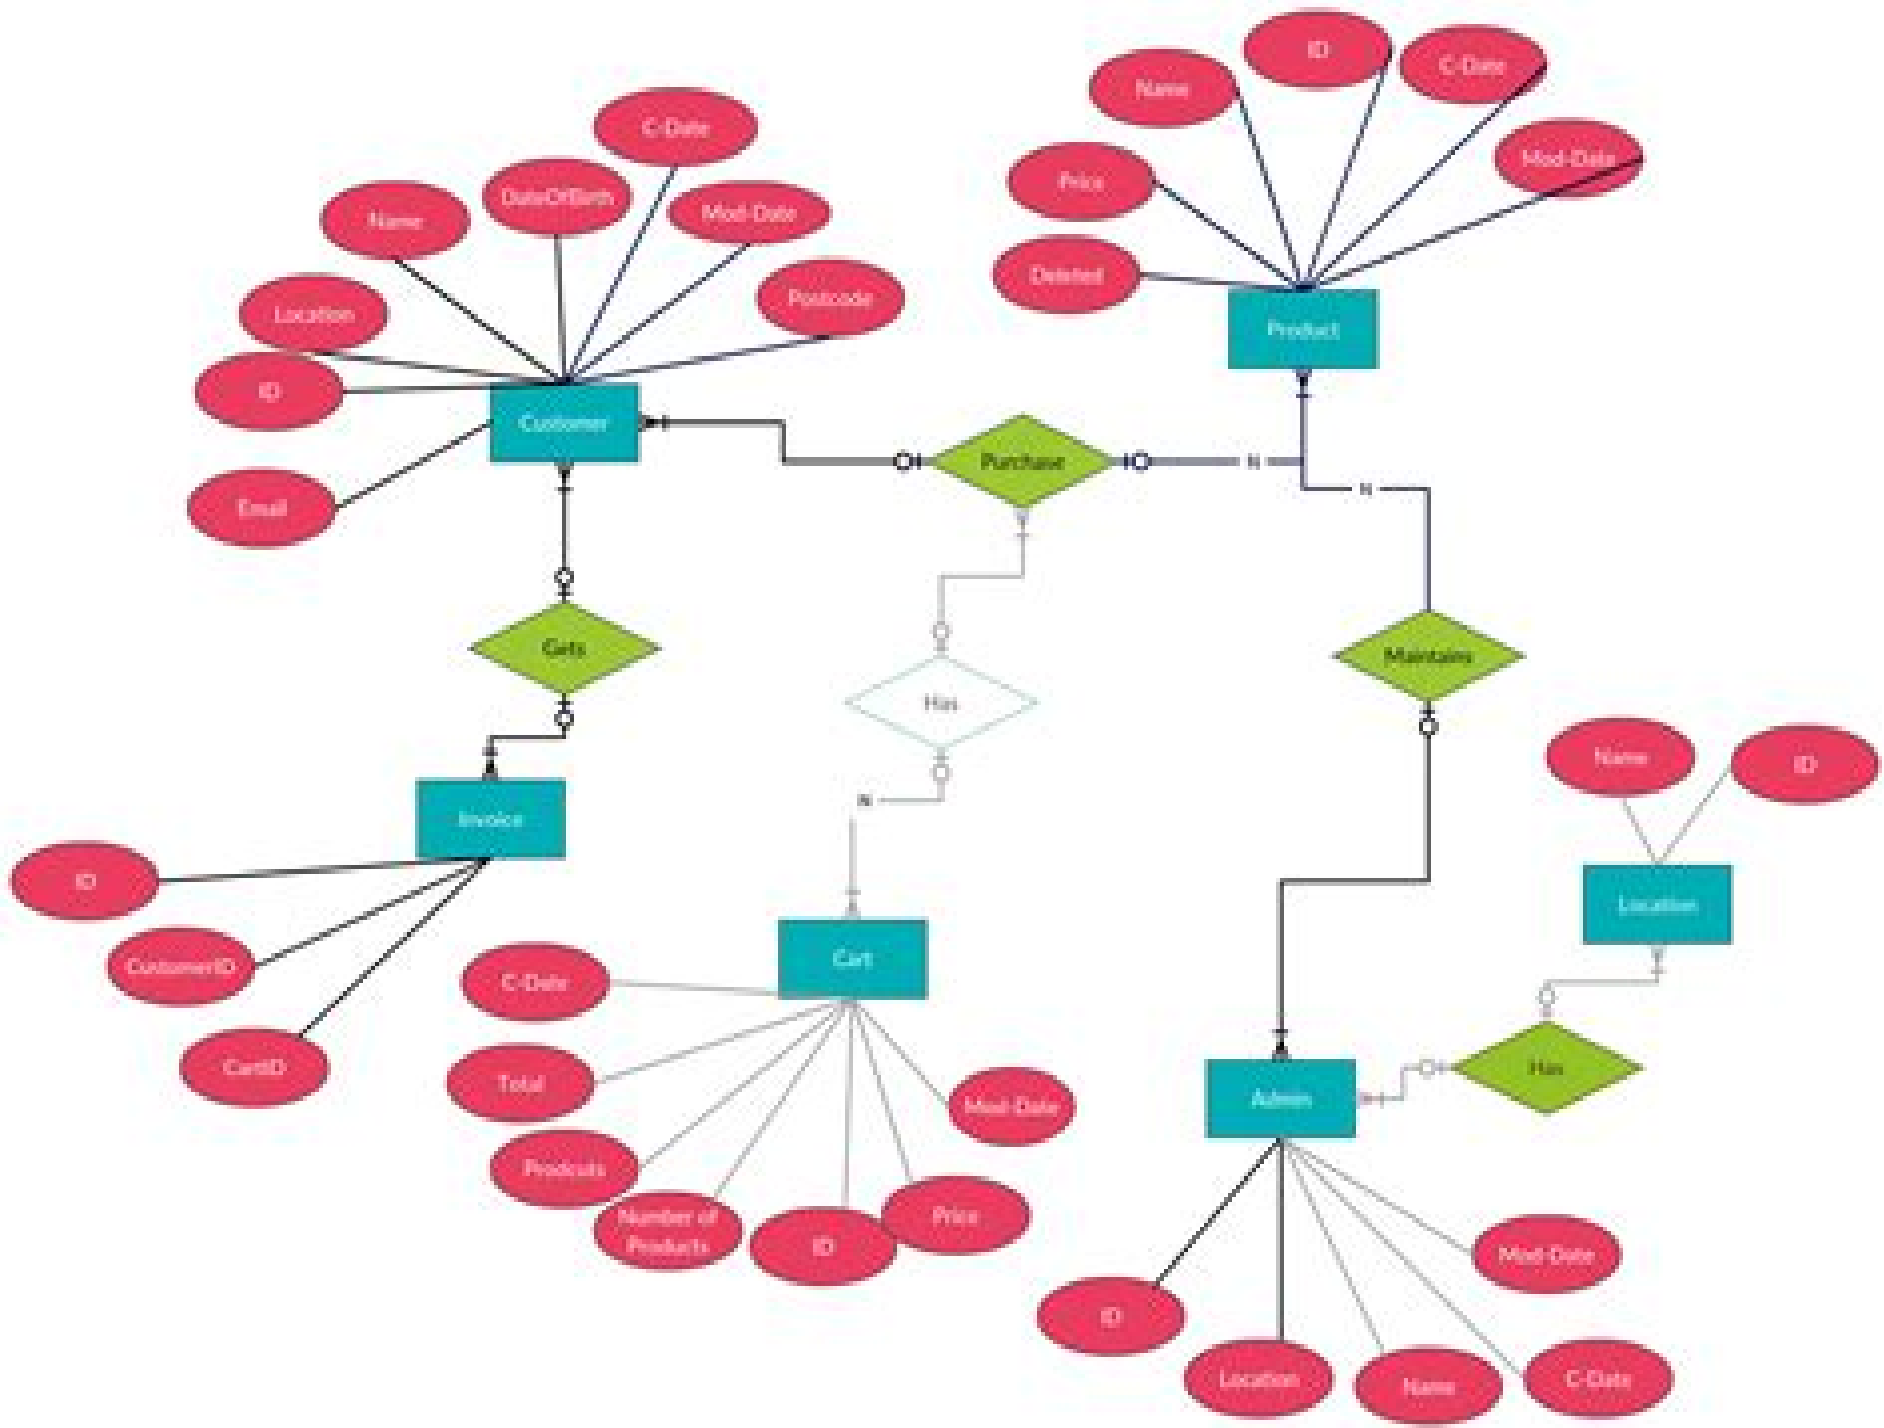 ID
C-Date
Name
Mod-Date
Price
Deleted
Product
C-Date
DateOfBirth
Mod-Date
Name
Postcode
Location
ID
Customer
Email
Purchase
N
N
Gets
Has
Maintains
N
Invoice
ID
CustomerID
CartID
Name
ID
Location
Has
Cart
C-Date
Total
Prodcuts
Number of
Products
ID
Price
Mod-Date
Admin
ID
Location
Name
C-Date
Mod-Date